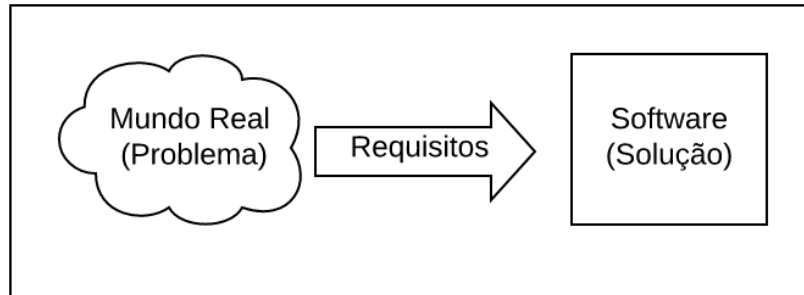 Mundo Real
(Problema)
Requisitos
Software
(Solução)